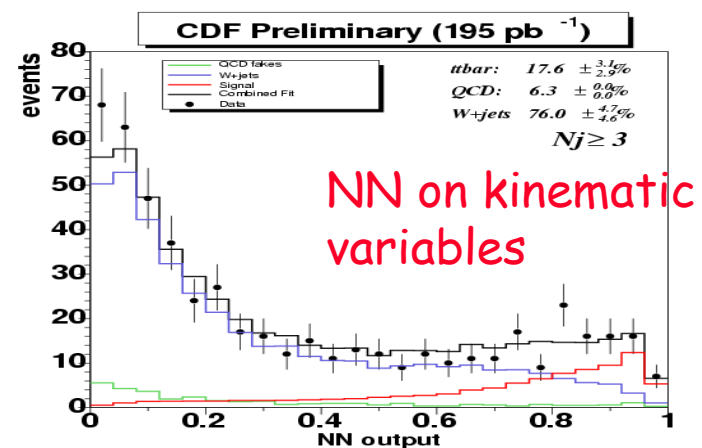 CDF Preliminary (195 pb -1)
events
80
70
60
50
40
30
20
10
0
QCD fakes
W+jets
Signal
Combined Fit
Data
ttbar: 17.6 ± 3.1 2.9 %
QCD: 6.3 ± 0.0 0.0 %
W+jets 76.0 ± 4.7 4.6 %
Nj ≥ 3
NN on kinematic
variables
0 0.2 0.4 0.6 0.8 1
NN output